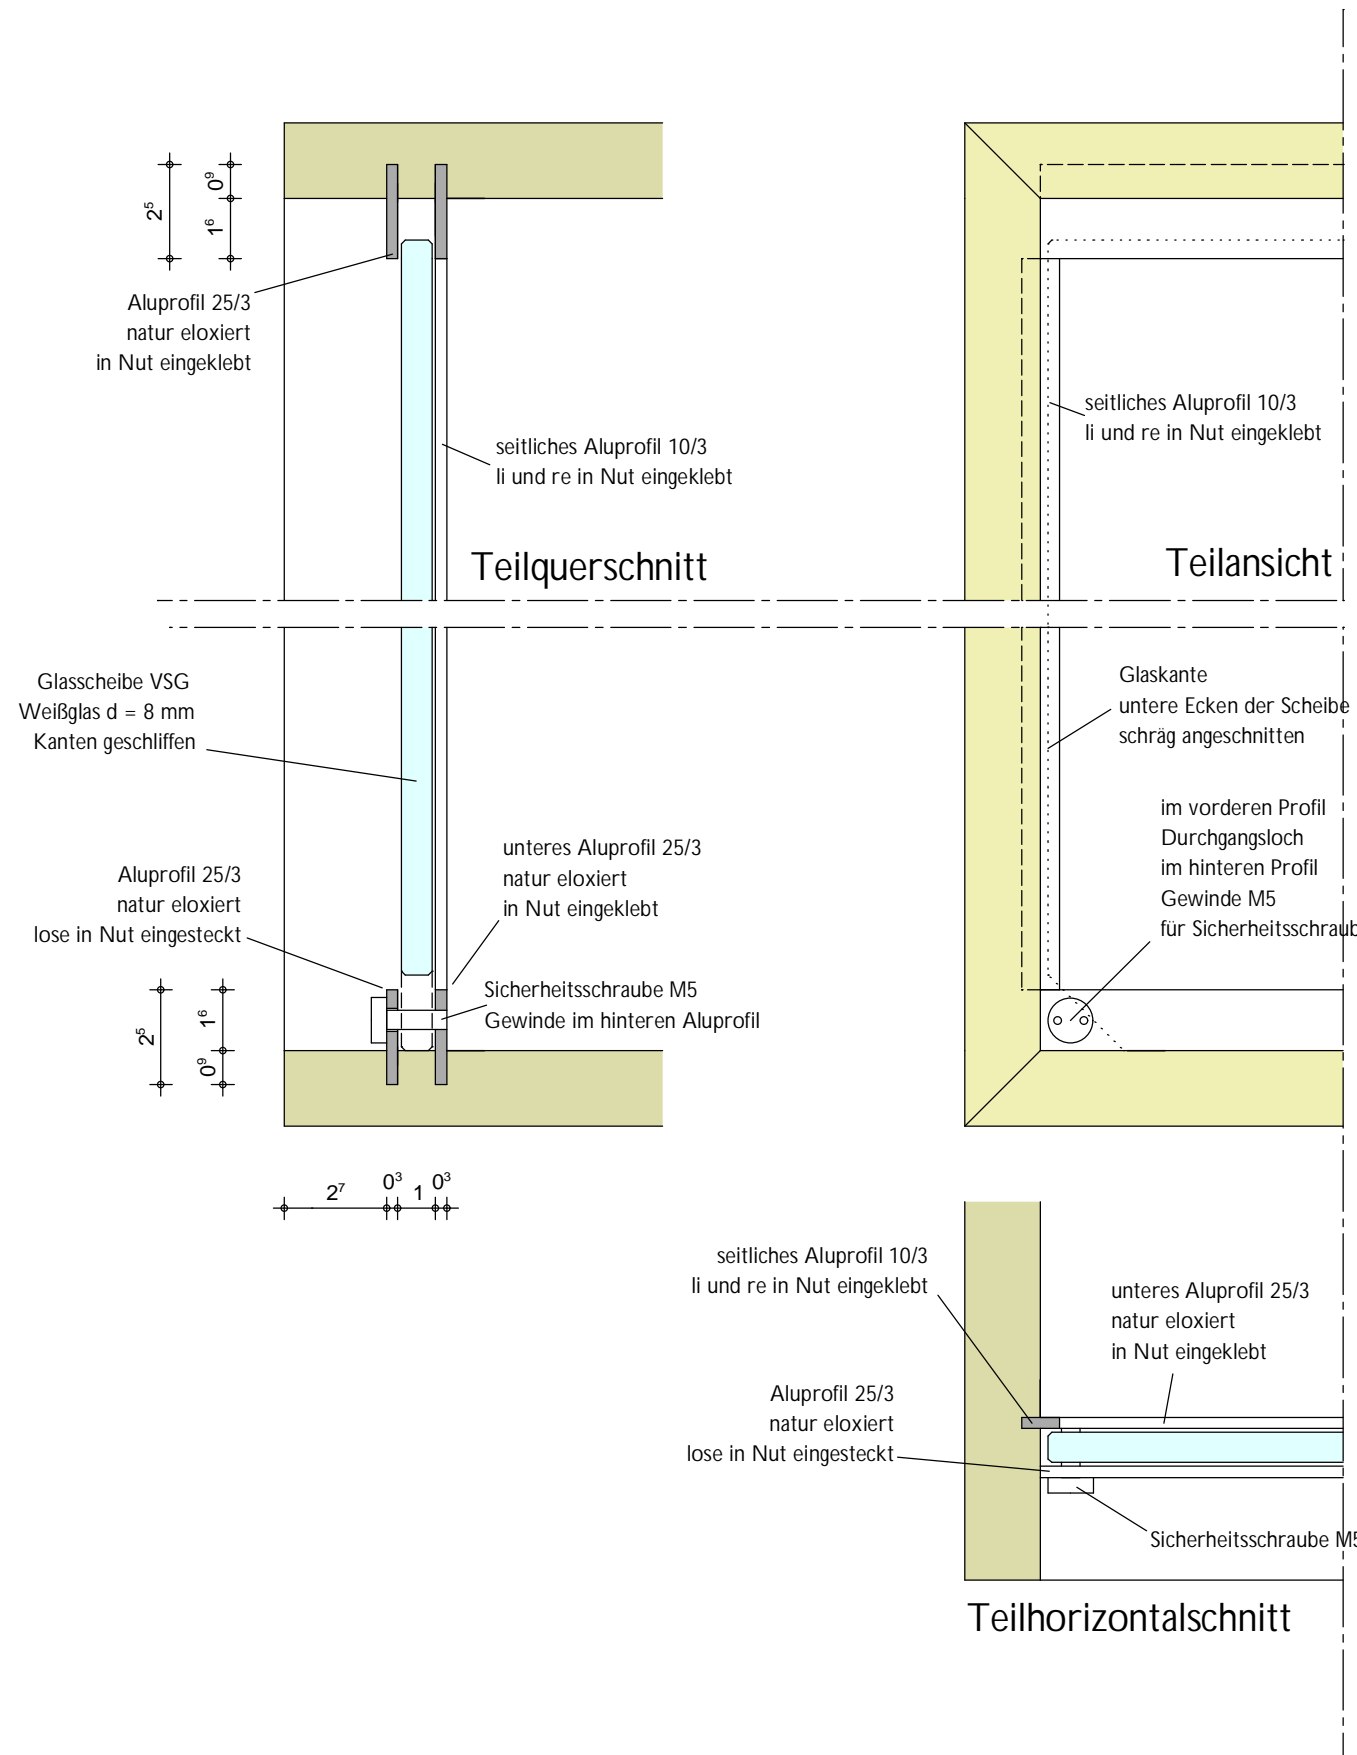 2⁵
0⁹
1⁶
Aluprofil 25/3
natur eloxiert
in Nut eingeklebt
seitliches Aluprofil 10/3
li und re in Nut eingeklebt
seitliches Aluprofil 10/3
li und re in Nut eingeklebt
Teilquerschnitt
Teilansicht
Glasscheibe VSG
Weißglas d = 8 mm
Kanten geschliffen
Glaskante
untere Ecken der Scheibe
schräg angeschnitten
im vorderen Profil
Durchgangsloch
im hinteren Profil
Gewinde M5
für Sicherheitsschraub
unteres Aluprofil 25/3
natur eloxiert
in Nut eingeklebt
Aluprofil 25/3
natur eloxiert
lose in Nut eingesteckt
Sicherheitsschraube M5
Gewinde im hinteren Aluprofil
2⁵
1⁶
0⁹
2⁷ 0³ 1 0³
seitliches Aluprofil 10/3
li und re in Nut eingeklebt
unteres Aluprofil 25/3
natur eloxiert
in Nut eingeklebt
Aluprofil 25/3
natur eloxiert
lose in Nut eingesteckt
Sicherheitsschraube M5
Teilhorizontalschnitt